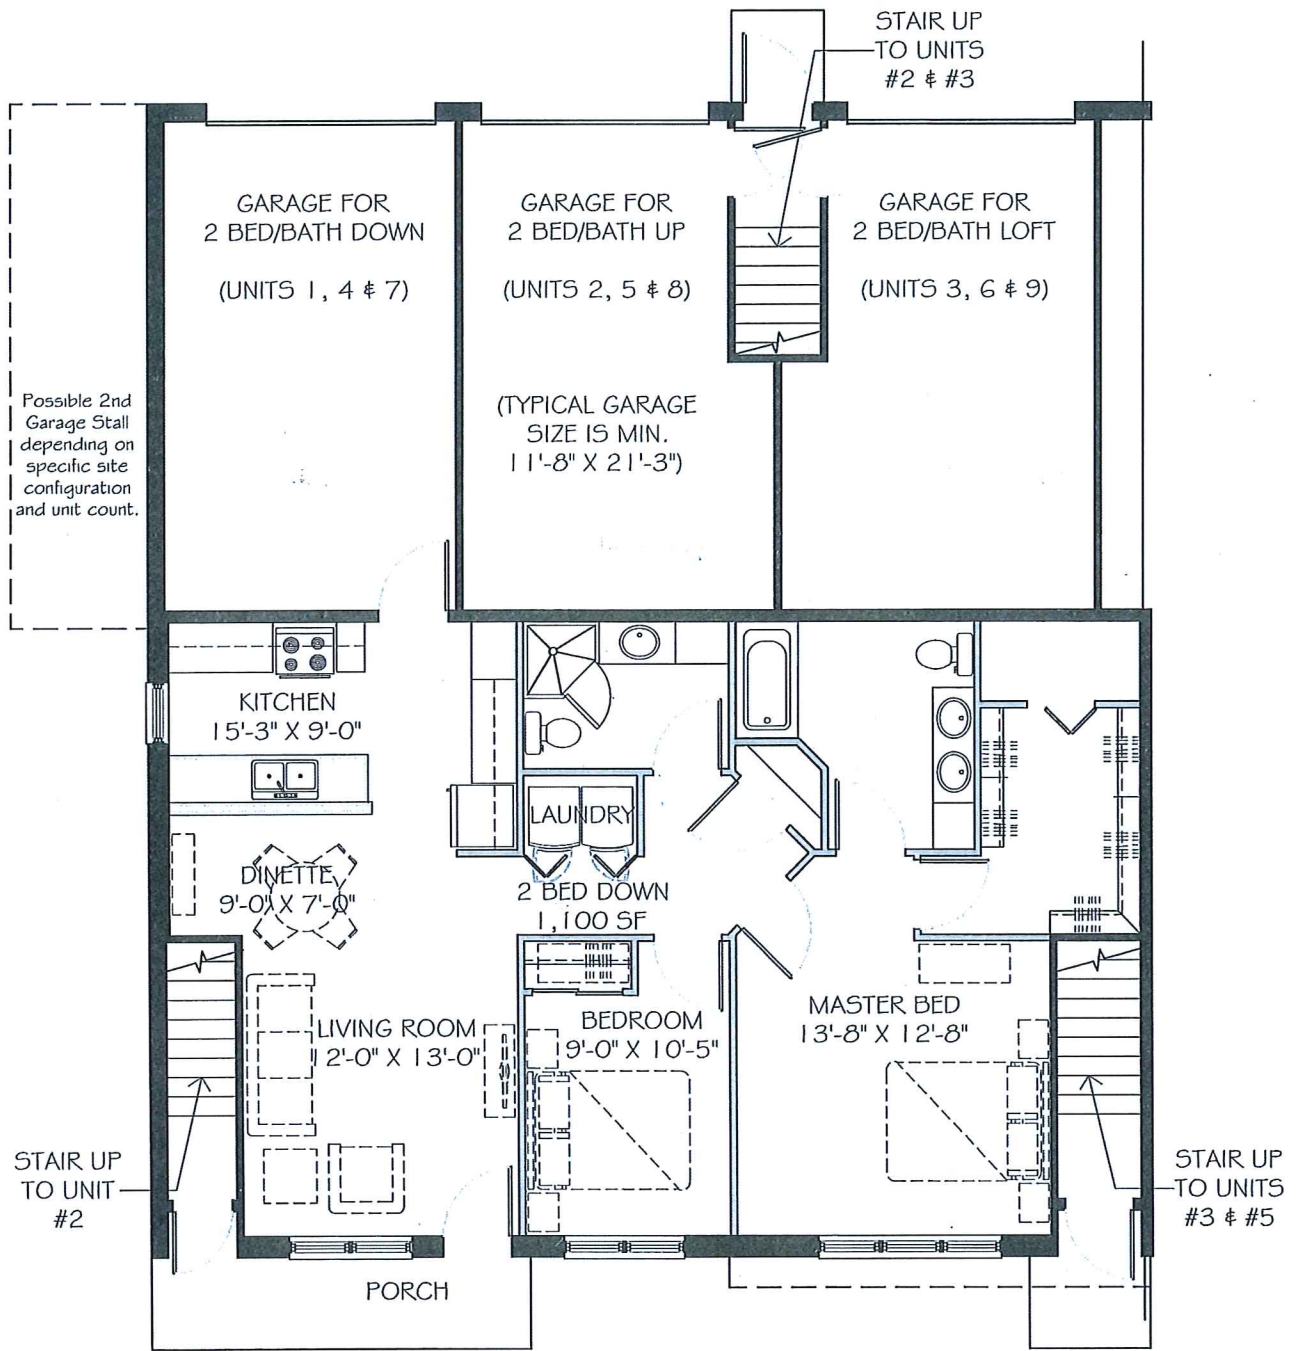 STAIR UP
TO UNITS
#2 & #3
GARAGE FOR
2 BED/BATH DOWN
(UNITS 1, 4 & 7)
GARAGE FOR
2 BED/BATH UP
(UNITS 2, 5 & 8)
GARAGE FOR
2 BED/BATH LOFT
(UNITS 3, 6 & 9)
(TYPICAL GARAGE
SIZE IS MIN.
11'-8" X 21'-3")
Possible 2nd
Garage Stall
depending on
specific site
configuration
and unit count.
KITCHEN
15'-3" X 9'-0"
LAUNDRY
DINETTE
9'-0" X 7'-0"
2 BED DOWN
1,100 SF
LIVING ROOM
12'-0" X 13'-0"
BEDROOM
9'-0" X 10'-5"
MASTER BED
13'-8" X 12'-8"
STAIR UP
TO UNIT
#2
STAIR UP
TO UNITS
#3 & #5
PORCH